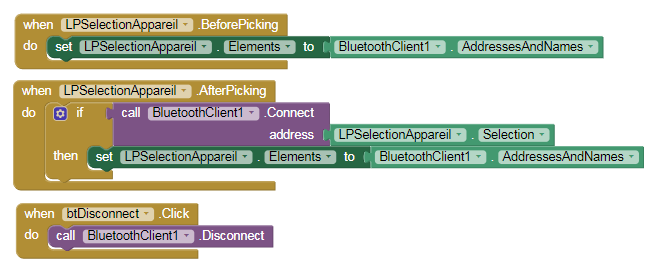 when LPSelectionAppareil .BeforePicking
do set LPSelectionAppareil . Elements to BluetoothClient1 . AddressesAndNames
when LPSelectionAppareil .AfterPicking
do if call BluetoothClient1 .Connect
address LPSelectionAppareil . Selection
then set LPSelectionAppareil . Elements to BluetoothClient1 . AddressesAndNames
when btDisconnect .Click
do call BluetoothClient1 .Disconnect